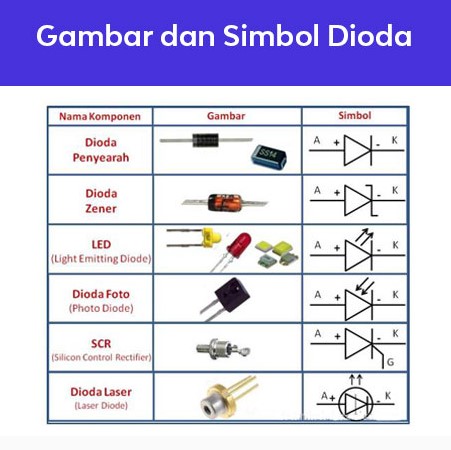 Gambar dan Simbol Dioda
Nama Komponen Gambar Simbol
Dioda
Penyearah
SS14
A + - K
Dioda
Zener
A + - K
LED
(Light Emitting Diode)
A + - K
Dioda Foto
(Photo Diode)
A + - K
SCR
(Silicon Control Rectifier)
A + - K
G
Dioda Laser
(Laser Diode)
A + - K